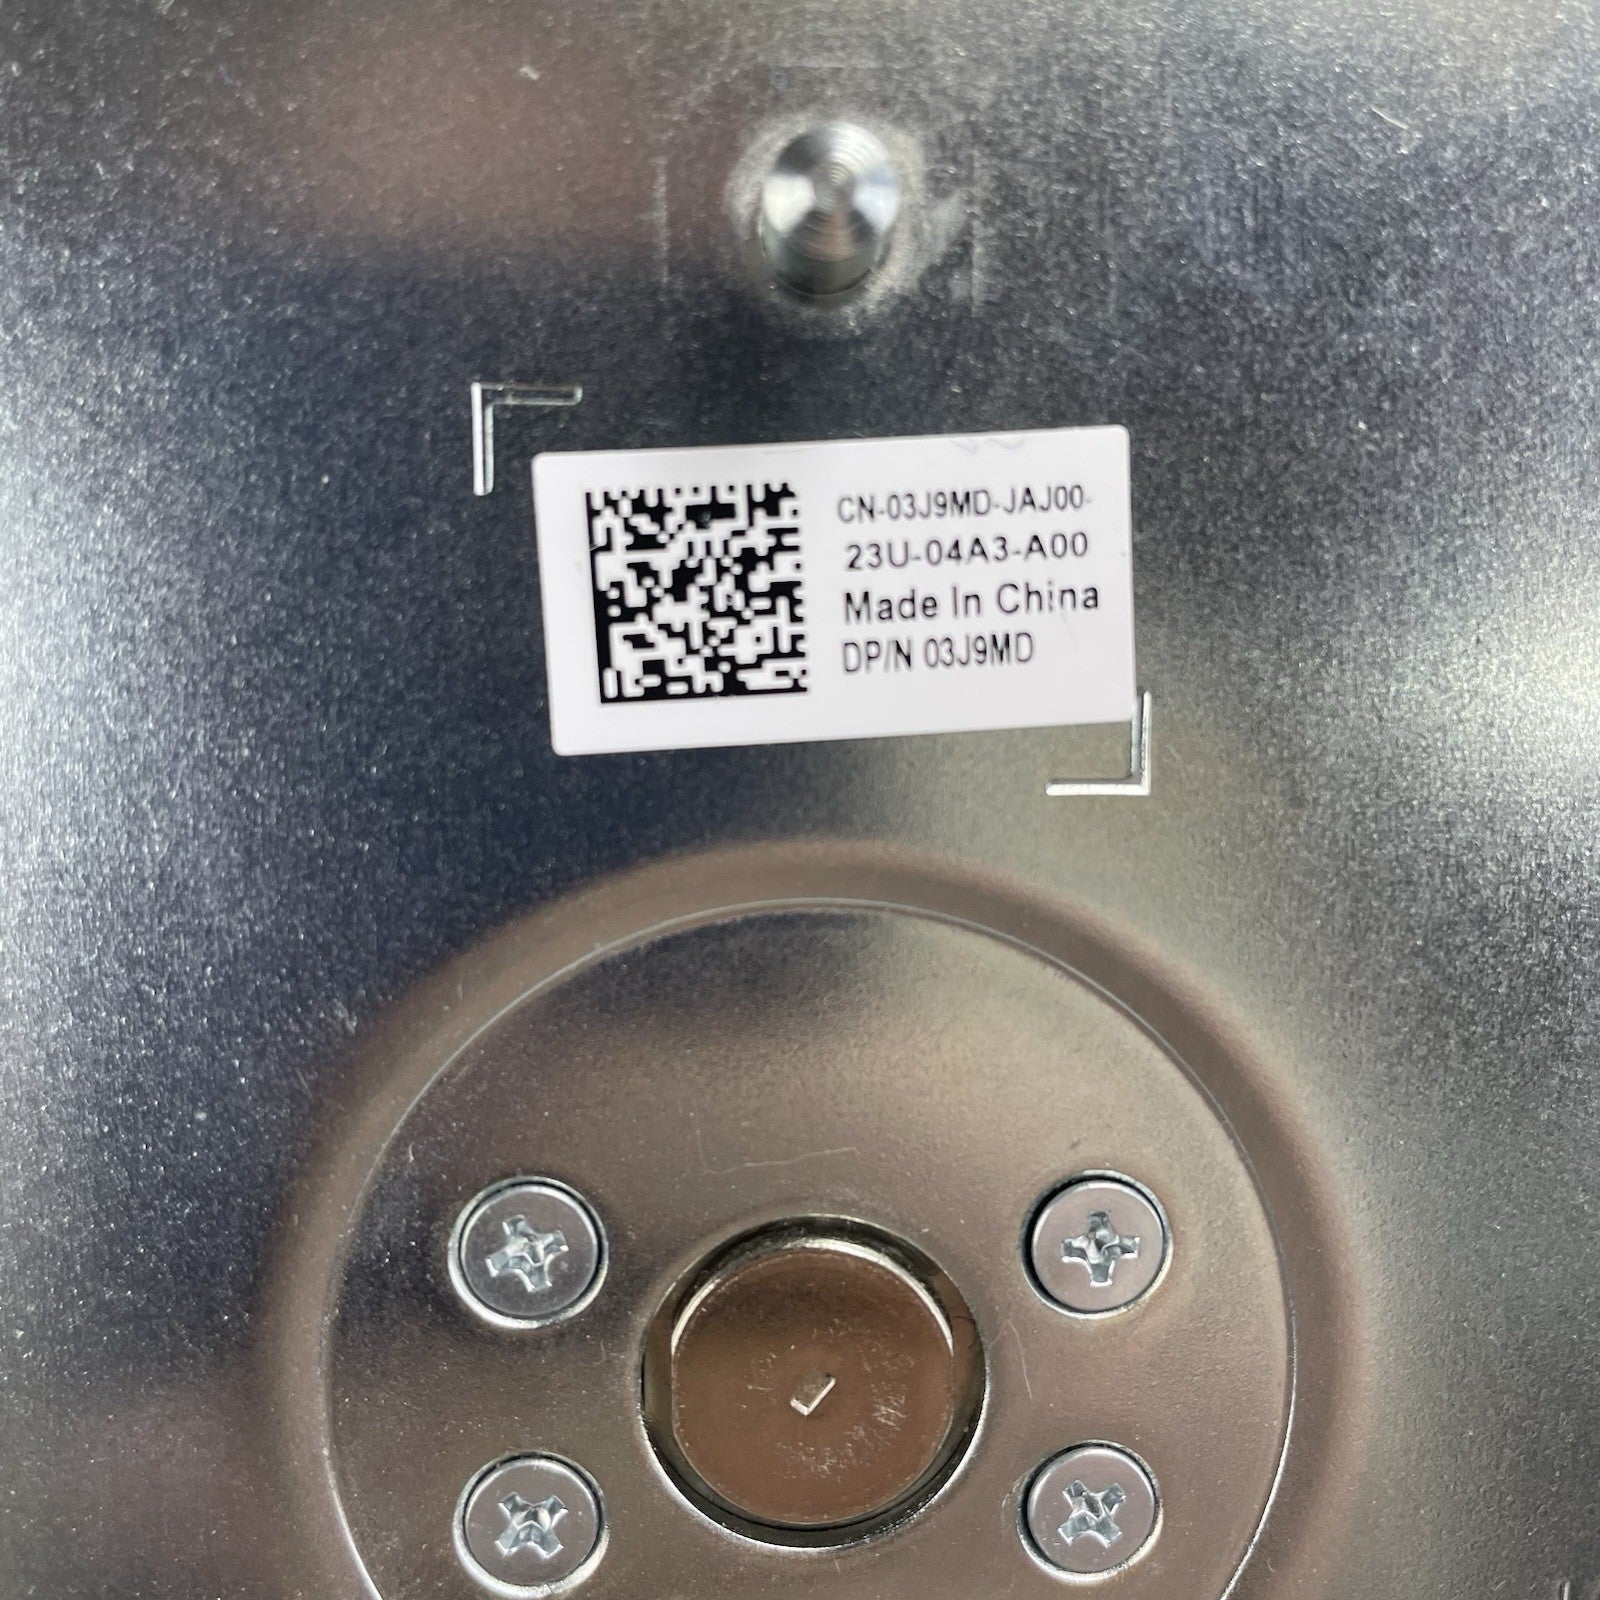 CN-03J9MD-JAJ00-
23U-04A3-A00
Made In China
DP/N 03J9MD